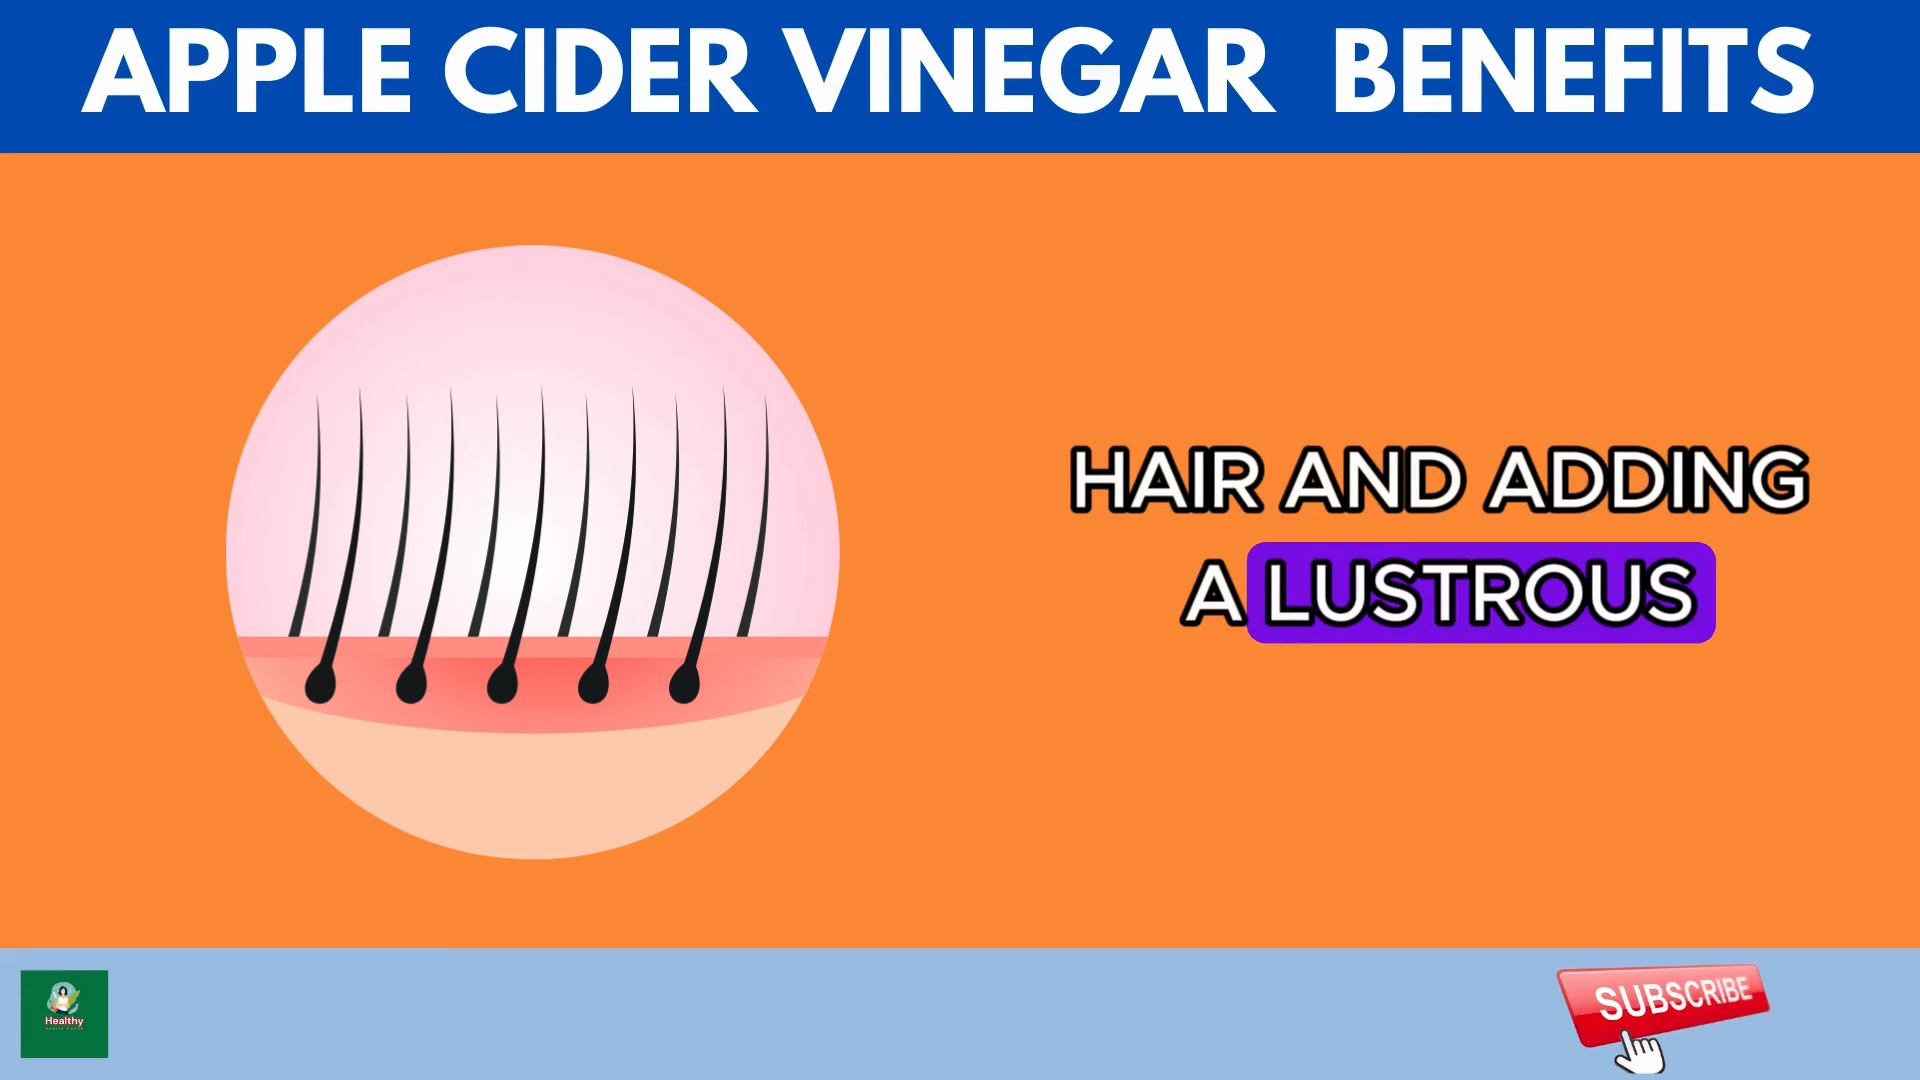 APPLE CIDER VINEGAR BENEFITS
HAIR AND ADDING
A LUSTROUS
Healthy
SUBSCRIBE